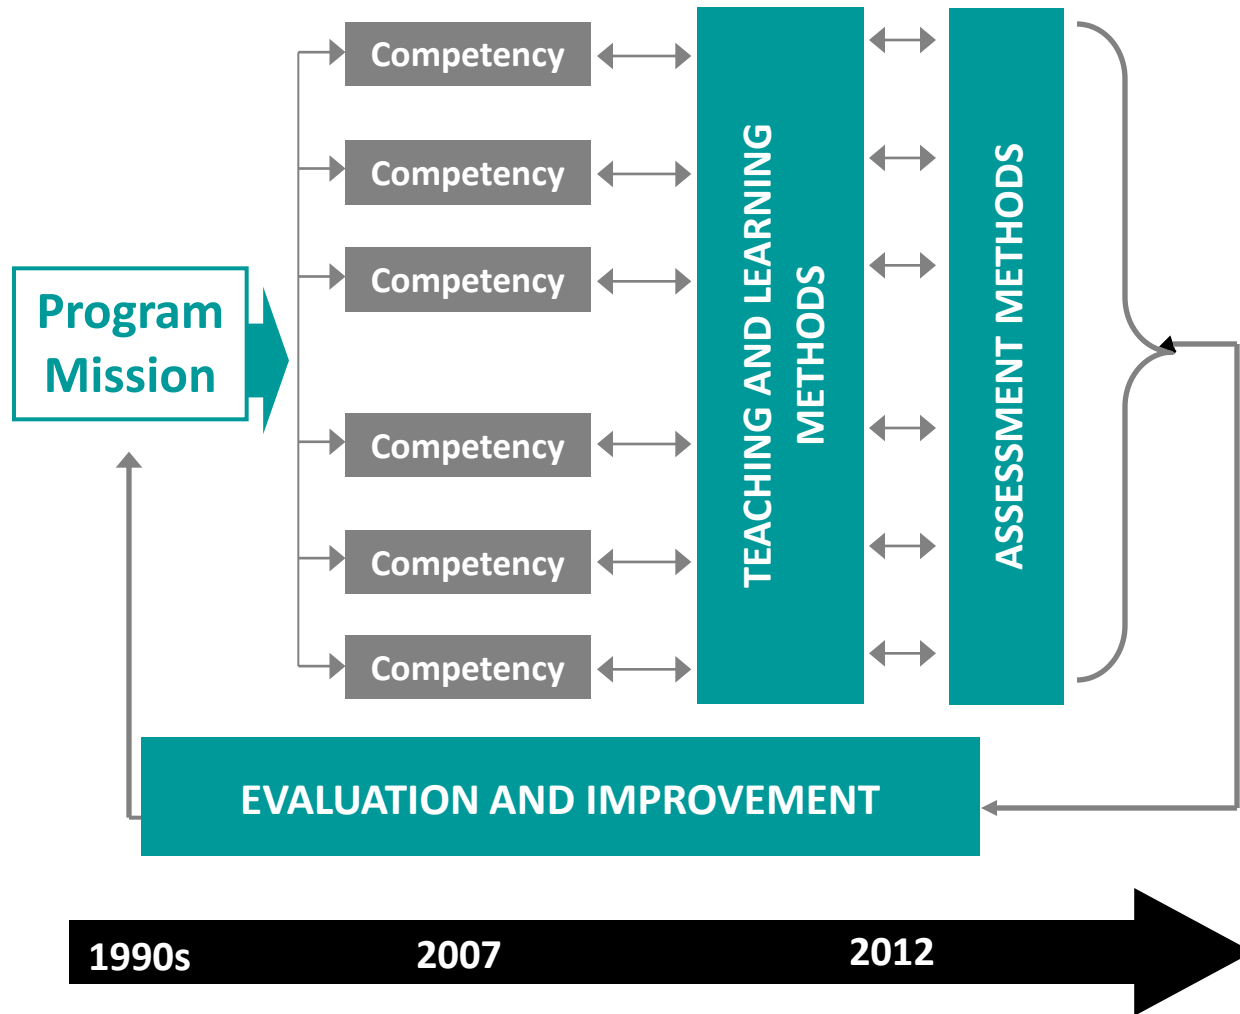 Program
Mission
Competency
Competency
Competency
Competency
Competency
Competency
TEACHING AND LEARNING
METHODS
ASSESSMENT METHODS
EVALUATION AND IMPROVEMENT
1990s
2007
2012